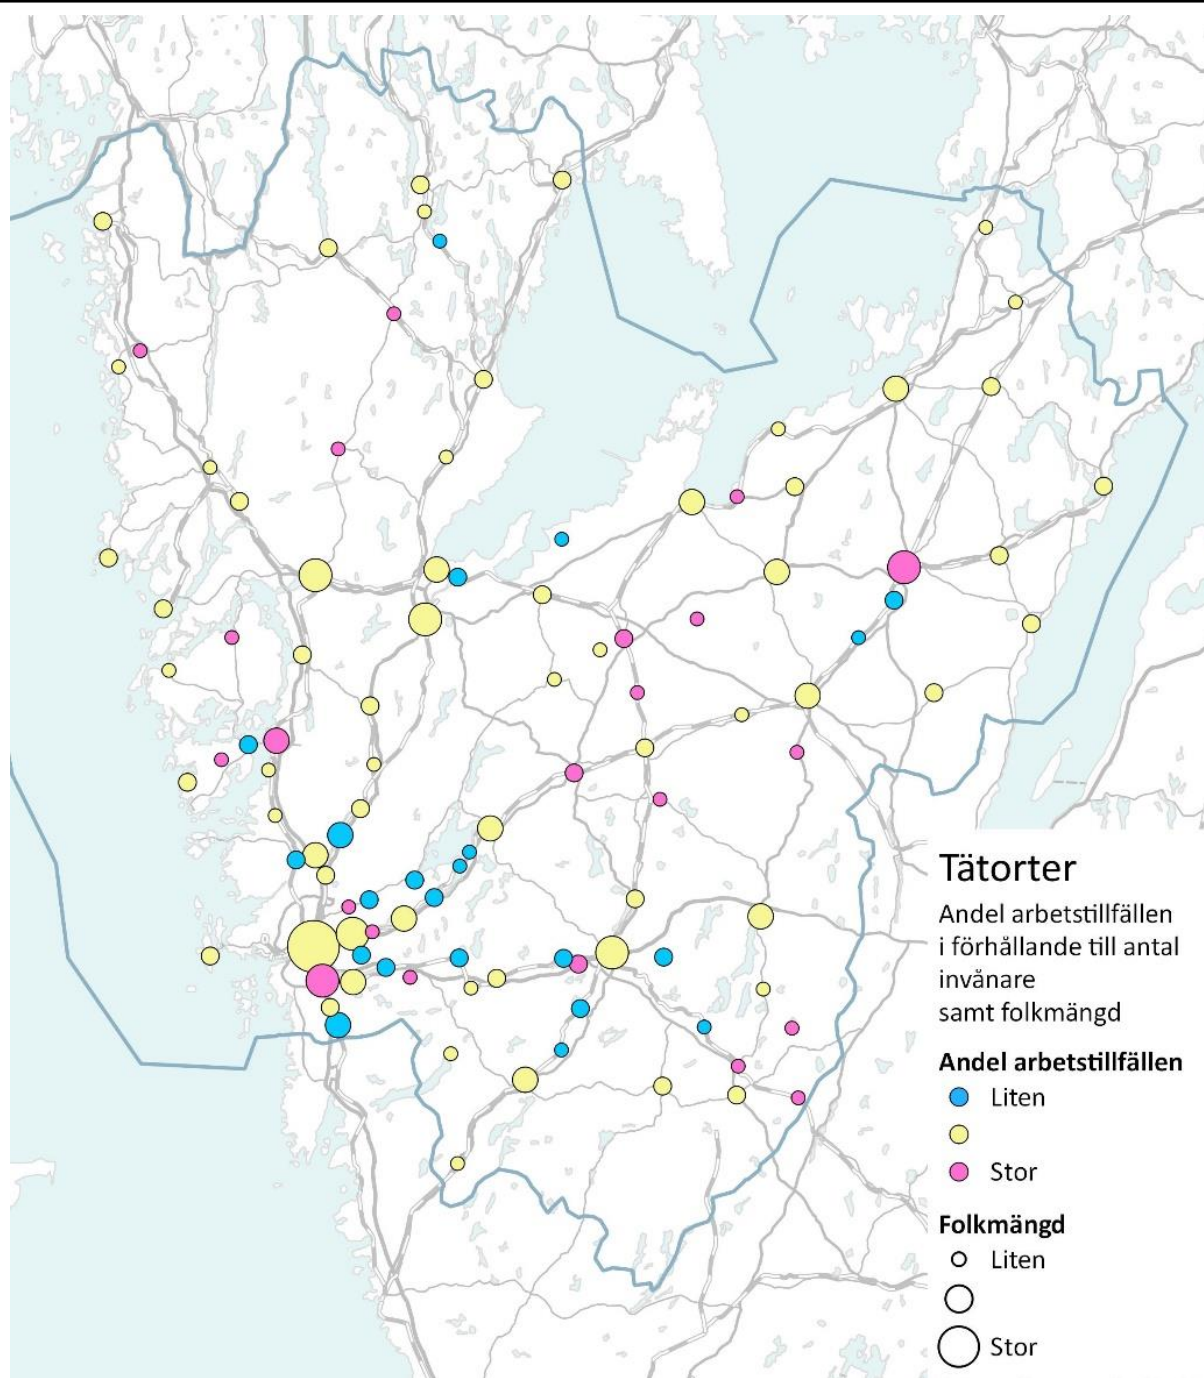 Tätorter
Andel arbetstillfällen
i förhållande till antal
invånare
samt folkmängd
Andel arbetstillfällen
Liten
Stor
Folkmängd
Liten
Stor